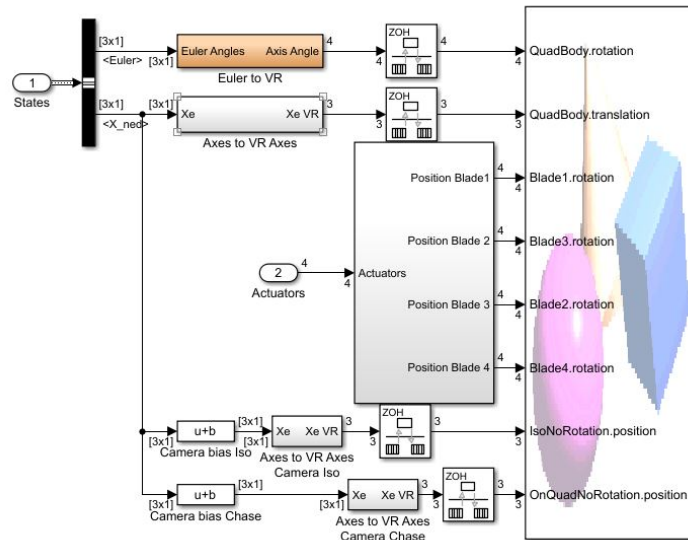 [3x1]
Euler Angles
Axis Angle
4
ZOH
4
QuadBody.rotation
<Euler>
[3x1]
4
4
Euler to VR
1
States
[3x1]
[3x1]
Xe
Xe VR
3
ZOH
3
QuadBody.translation
<X_ned>
3
3
Axes to VR Axes
Position Blade1
4
Blade1.rotation
4
Position Blade 2
4
Blade3.rotation
4
2
4
Actuators
Actuators
4
Position Blade 3
4
Blade2.rotation
4
Position Blade 4
4
Blade4.rotation
4
ZOH
[3x1]
u+b
[3x1]
Xe
Xe VR
3
3
IsoNoRotation.position
[3x1]
3
3
Camera bias Iso
Axes to VR Axes
Camera Iso
ZOH
u+b
[3x1]
Xe
Xe VR
3
3
OnQuadNoRotation.position
[3x1]
[3x1]
3
3
Camera bias Chase
Axes to VR Axes
Camera Chase